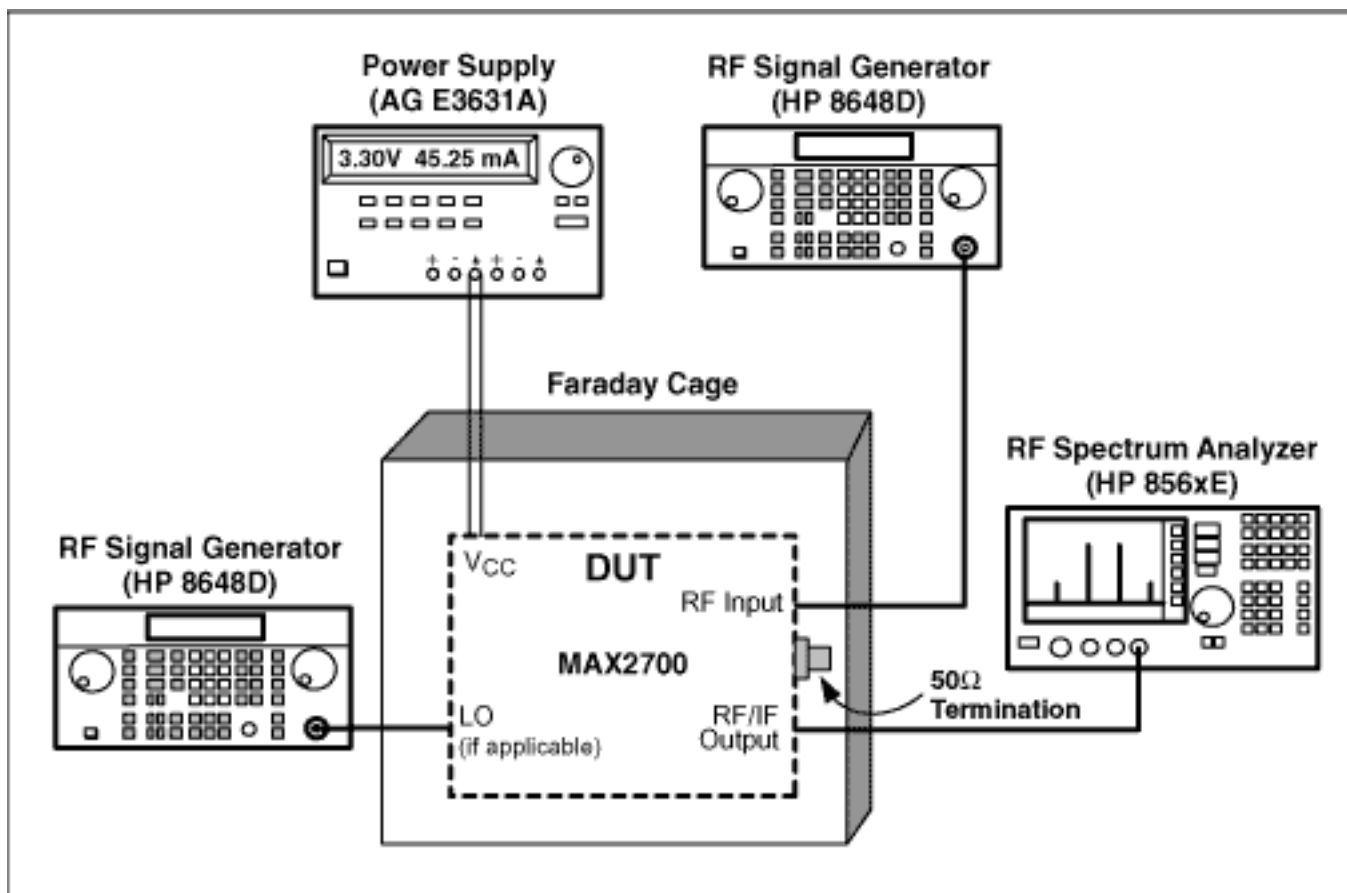 Power Supply
(AG E3631A)
RF Signal Generator
(HP 8648D)
3.30V 45.25 mA
+ - + -
Faraday Cage
RF Spectrum Analyzer
(HP 856xE)
RF Signal Generator
(HP 8648D)
VCC
DUT
RF Input
MAX2700
50Ω
Termination
LO
(if applicable)
RF/IF
Output